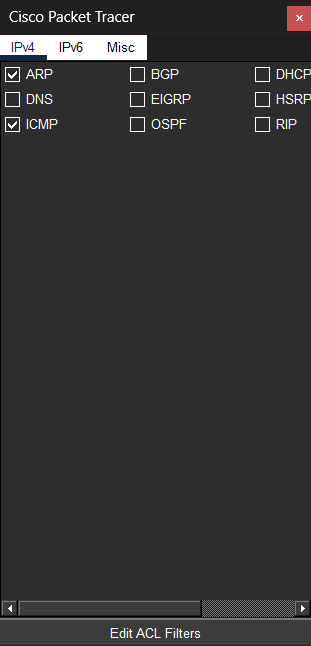 Cisco Packet Tracer
IPv4 IPv6 Misc
ARP BGP DHCP
DNS EIGRP HSRP
ICMP OSPF RIP
Edit ACL Filters